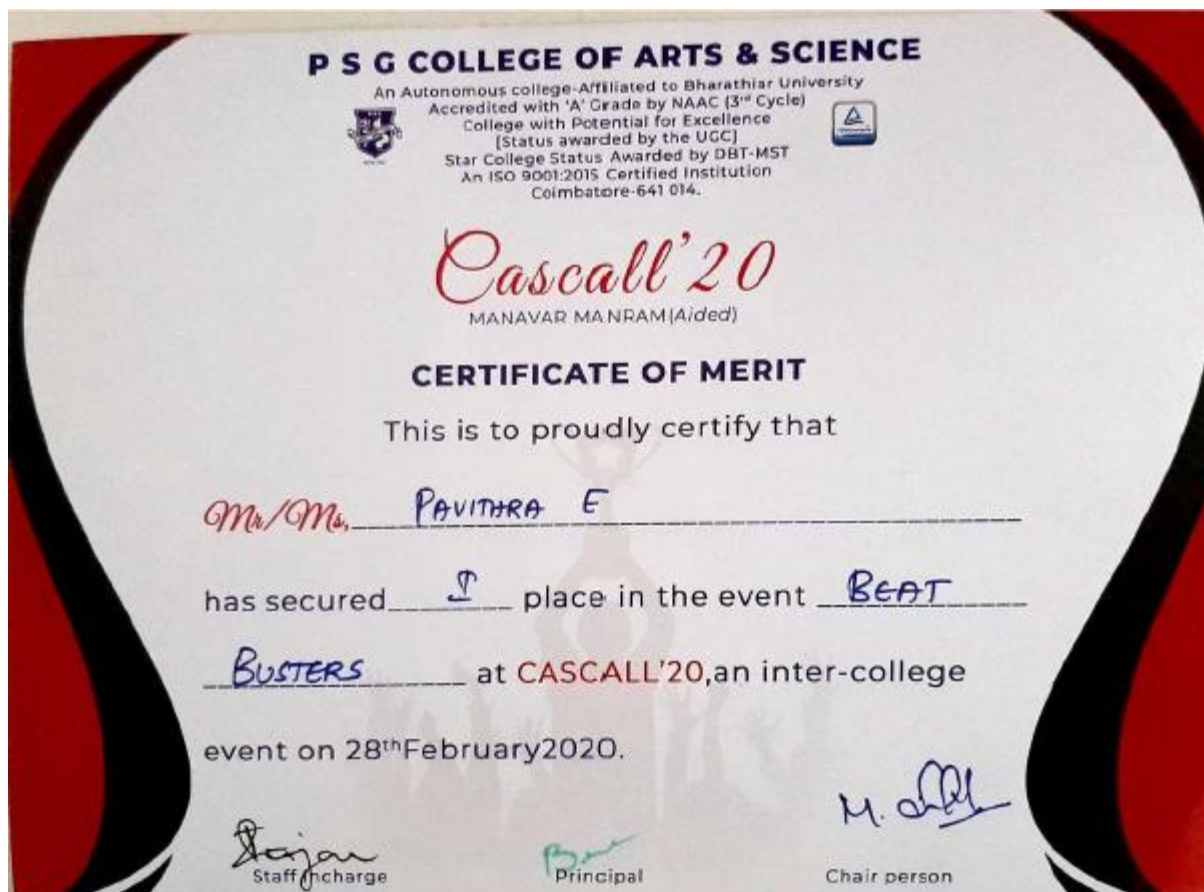 P S G COLLEGE OF ARTS & SCIENCE
An Autonomous college-Affiliated to Bharathiar University
Accredited with 'A' Grade by NAAC (3rd Cycle)
College with Potential for Excellence
[Status awarded by the UGC]
Star College Status Awarded by DBT-MST
An ISO 9001:2015 Certified Institution
Coimbatore-641 014.
Cascall'20
MANAVAR MANRAM(Aided)
CERTIFICATE OF MERIT
This is to proudly certify that
Mr/Ms, PAVITHRA E
has secured I place in the event BEAT
BUSTERS at CASCALL'20,an inter-college
event on 28thFebruary2020.
Staff incharge Principal Chair person